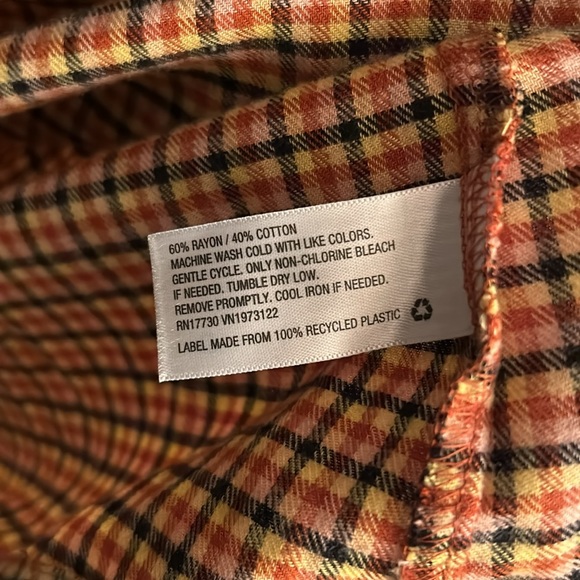 60% RAYON / 40% COTTON
MACHINE WASH COLD WITH LIKE COLORS.
GENTLE CYCLE. ONLY NON-CHLORINE BLEACH
IF NEEDED. TUMBLE DRY LOW.
REMOVE PROMPTLY. COOL IRON IF NEEDED.
RN17730 VN1973122
LABEL MADE FROM 100% RECYCLED PLASTIC